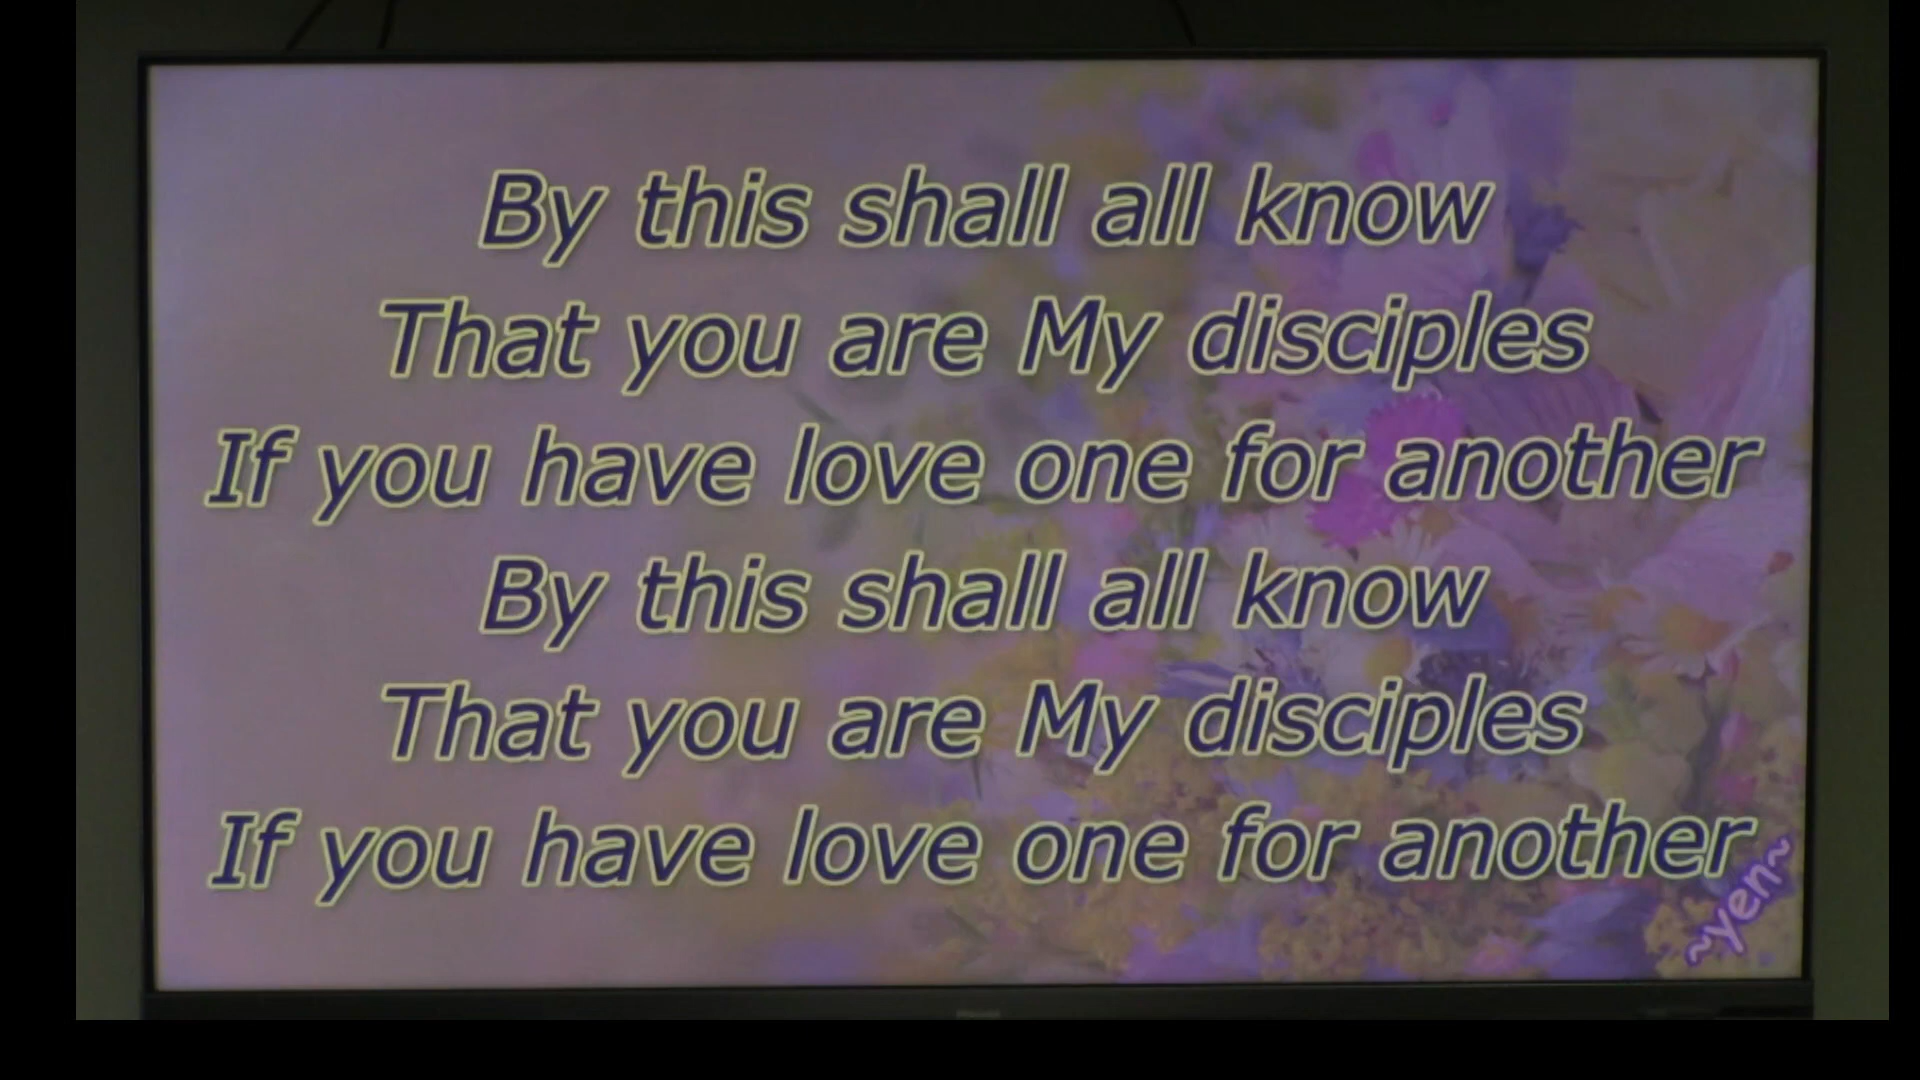 By this shall all know
That you are My disciples
If you have love one for another
By this shall all know
That you are My disciples
If you have love one for another
~yen~